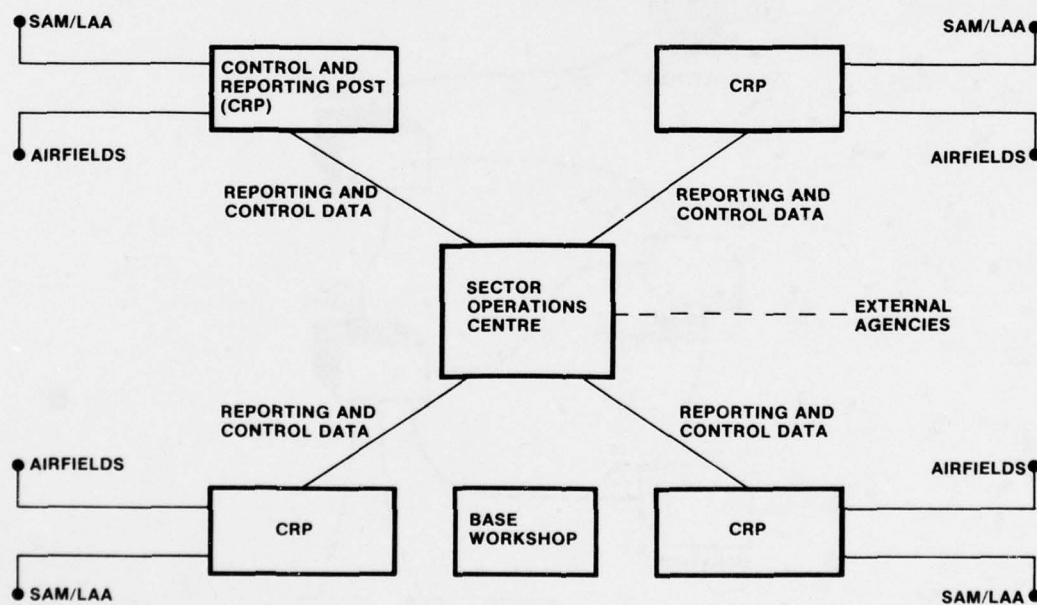 SAM/LAA
SAM/LAA
CONTROL AND
REPORTING POST
(CRP)
CRP
AIRFIELDS
AIRFIELDS
REPORTING AND
CONTROL DATA
REPORTING AND
CONTROL DATA
SECTOR
OPERATIONS
CENTRE
EXTERNAL
AGENCIES
REPORTING AND
CONTROL DATA
REPORTING AND
CONTROL DATA
AIRFIELDS
AIRFIELDS
CRP
BASE
WORKSHOP
CRP
SAM/LAA
SAM/LAA